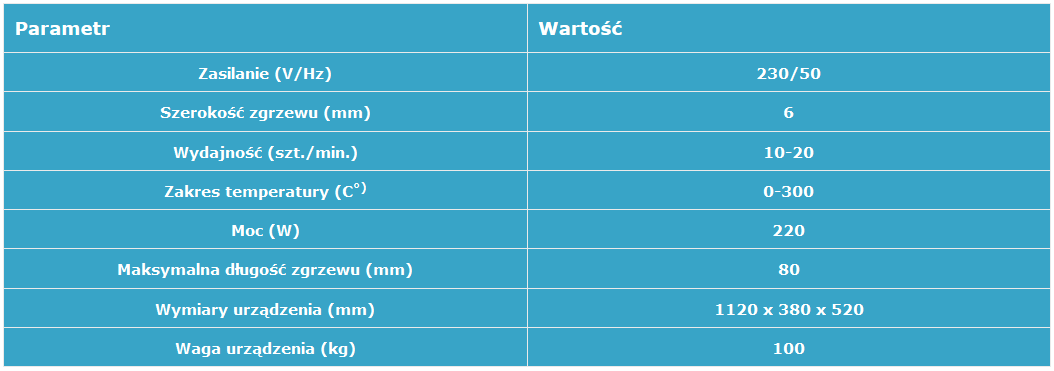 Parametr Wartość
Zasilanie (V/Hz) 230/50
Szerokość zgrzewu (mm) 6
Wydajność (szt./min.) 10-20
Zakres temperatury (C°) 0-300
Moc (W) 220
Maksymalna długość zgrzewu (mm) 80
Wymiary urządzenia (mm) 1120 x 380 x 520
Waga urządzenia (kg) 100